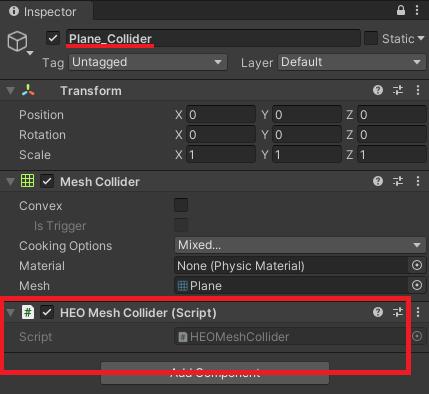 Inspector
Plane_Collider
Static
Tag Untagged Layer Default
Transform
Position X 0 Y 0 Z 0
Rotation X 0 Y 0 Z 0
Scale X 1 Y 1 Z 1
Mesh Collider
Convex
Is Trigger
Cooking Options Mixed...
Material None (Physic Material)
Mesh Plane
# HEO Mesh Collider (Script)
Script HEOMeshCollider
Add Component